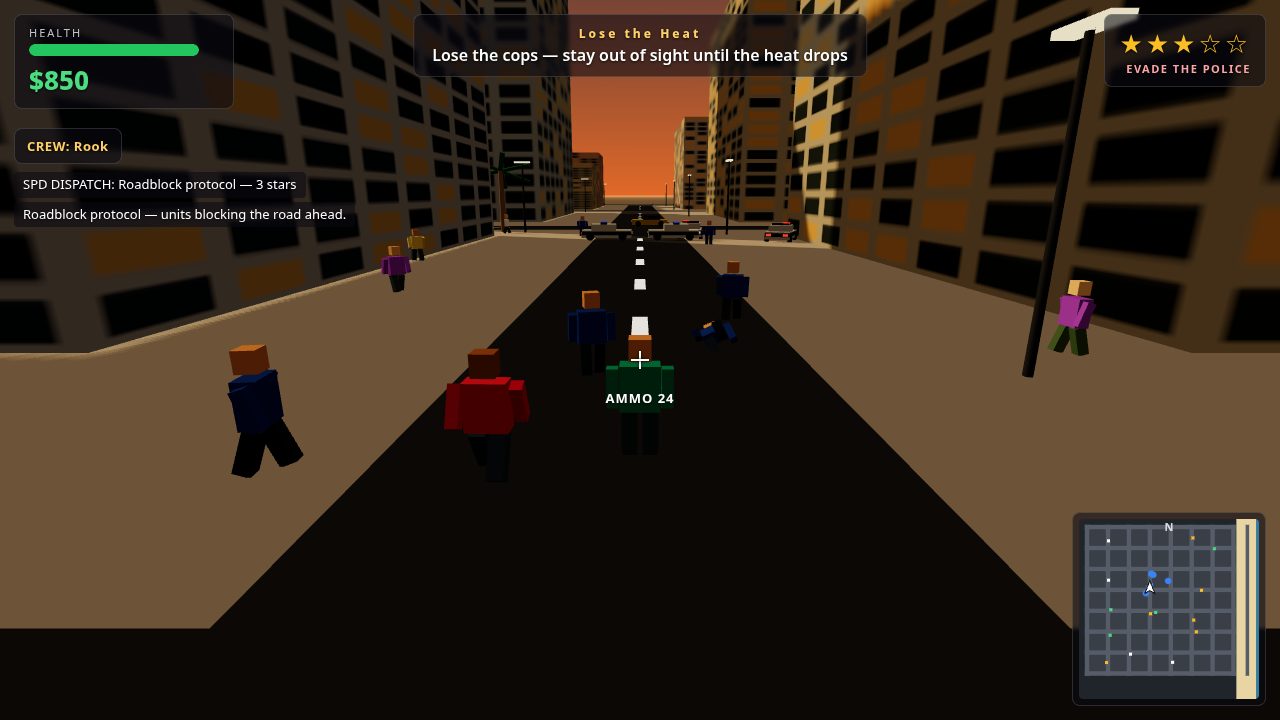 HEALTH
$850
Lose the Heat
Lose the cops — stay out of sight until the heat drops
★★★☆☆
EVADE THE POLICE
CREW: Rook
SPD DISPATCH: Roadblock protocol — 3 stars
Roadblock protocol — units blocking the road ahead.
AMMO 24
N